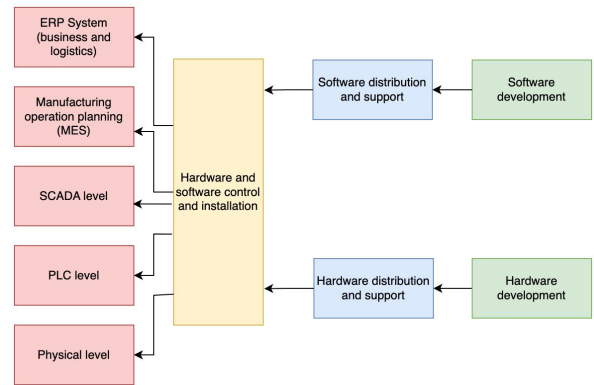 ERP System
(business and
logistics)
Manufacturing
operation planning
(MES)
SCADA level
PLC level
Physical level
Hardware and
software control
and installation
Software distribution
and support
Software
development
Hardware distribution
and support
Hardware
development